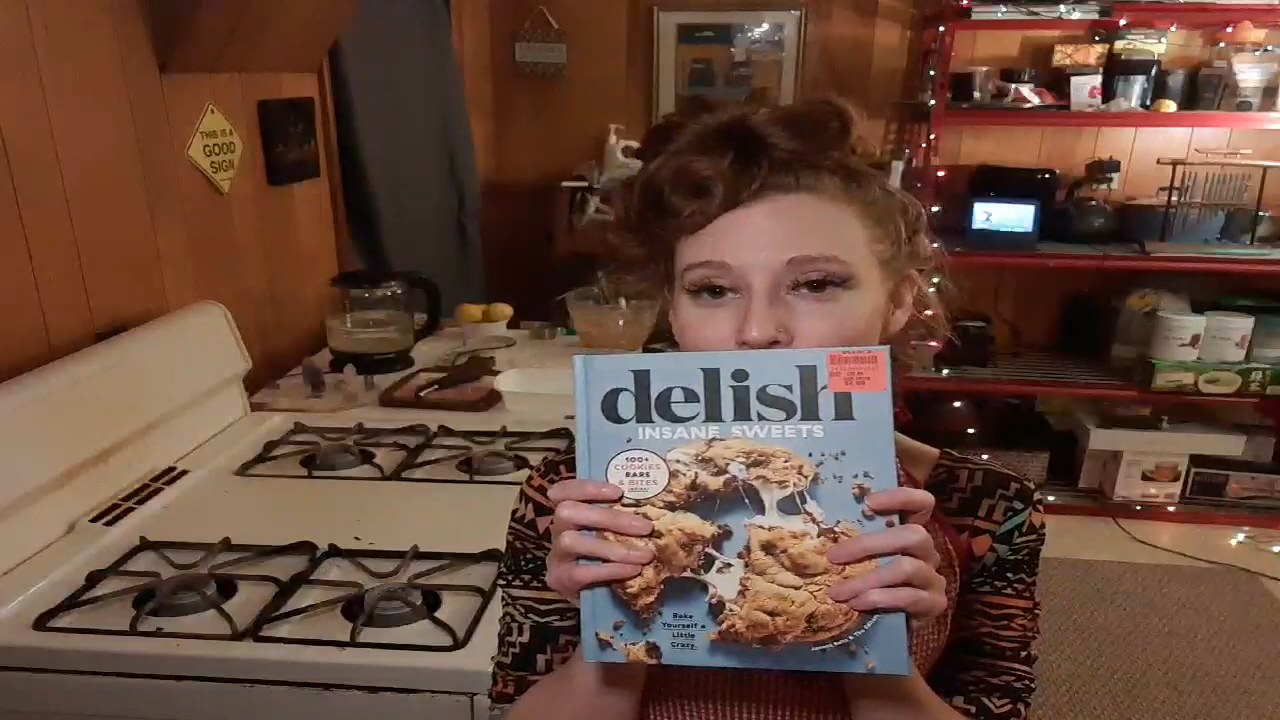 THIS IS A
GOOD
SIGN
delish
INSANE SWEETS
100+
COOKIES
BARS
& BITES
Bake
Yourself a
Little
Crazy